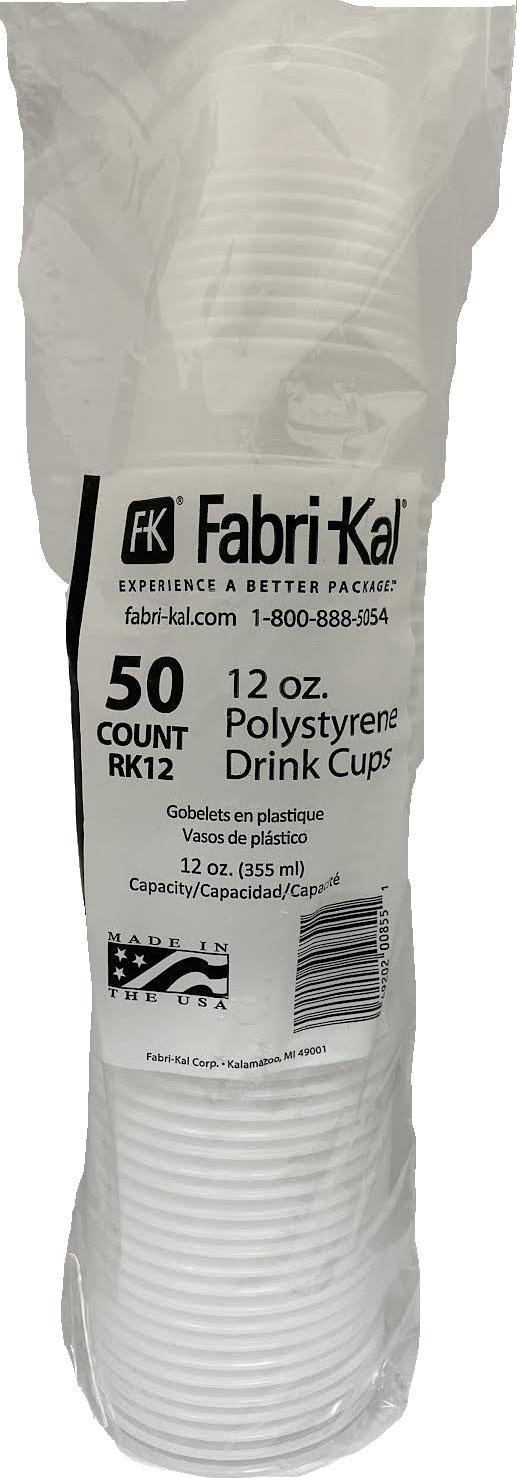 FK®
Fabri-Kal®
EXPERIENCE A BETTER PACKAGE.™
fabri-kal.com 1-800-888-5054
50
COUNT
RK12
12 oz.
Polystyrene
Drink Cups
Gobelets en plastique
Vasos de plástico
12 oz. (355 ml)
Capacity/Capacidad/Capacité
MADE IN
THE USA
00855 1
Fabri-Kal Corp. • Kalamazoo, MI 49001